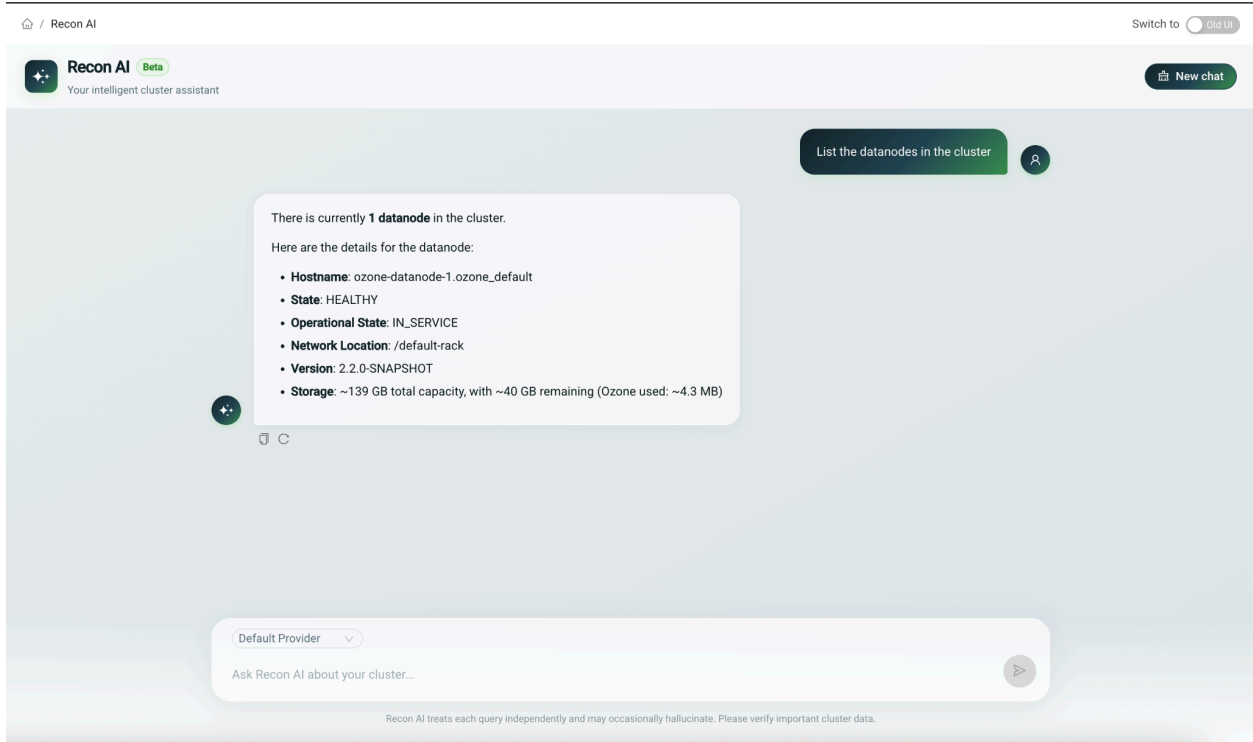 / Recon AI
Switch to Old UI
Recon AI Beta
Your intelligent cluster assistant
New chat
List the datanodes in the cluster
There is currently 1 datanode in the cluster.
Here are the details for the datanode:
• Hostname: ozone-datanode-1.ozone_default
• State: HEALTHY
• Operational State: IN_SERVICE
• Network Location: /default-rack
• Version: 2.2.0-SNAPSHOT
• Storage: ~139 GB total capacity, with ~40 GB remaining (Ozone used: ~4.3 MB)
Default Provider
Ask Recon AI about your cluster...
Recon AI treats each query independently and may occasionally hallucinate. Please verify important cluster data.